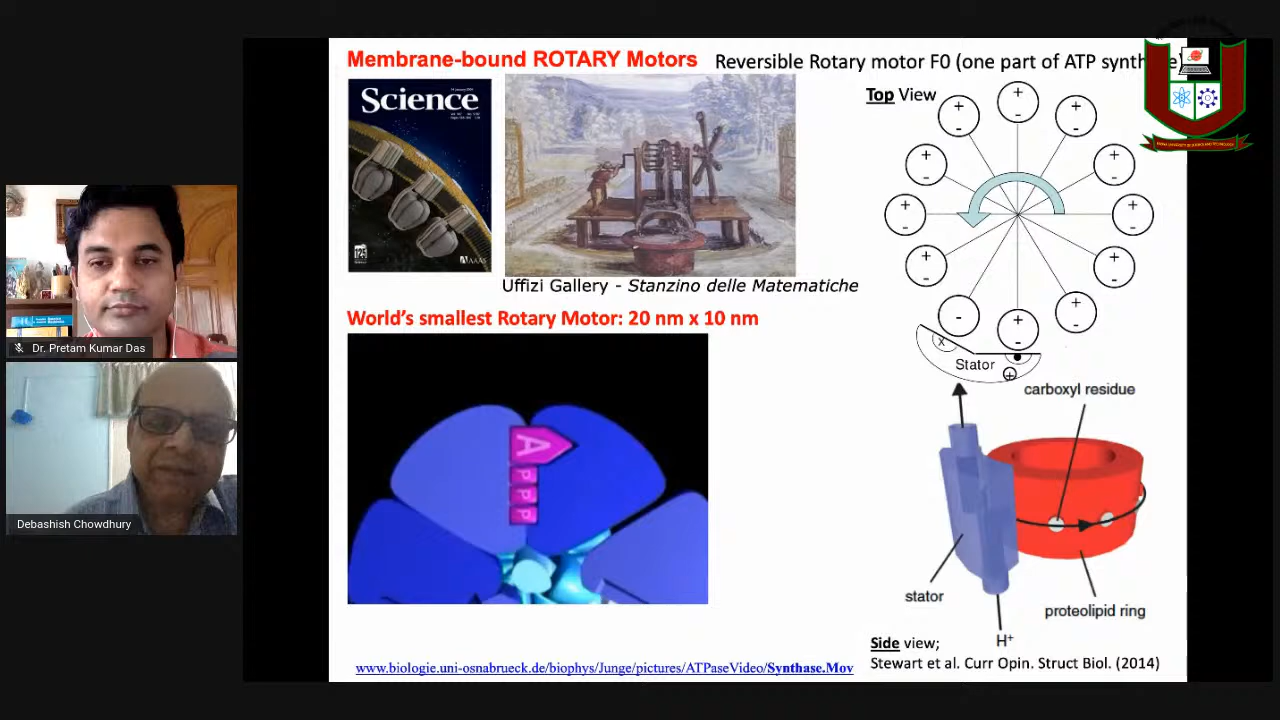 Membrane-bound ROTARY Motors
Reversible Rotary motor F0 (one part of ATP synth
Science
125
AAAS
Uffizi Gallery - Stanzino delle Matematiche
World's smallest Rotary Motor: 20 nm x 10 nm
A
P
P
P
www.biologie.uni-osnabrueck.de/biophys/Junge/pictures/ATPaseVideo/Synthase.Mov
Top View
+ -
+ -
+ -
+ -
+ -
+ -
+ -
+ -
+ -
-
+ -
+ -
x
Stator
+
carboxyl residue
stator
proteolipid ring
H+
Side view;
Stewart et al. Curr Opin. Struct Biol. (2014)
Dr. Pretam Kumar Das
Debashish Chowdhury